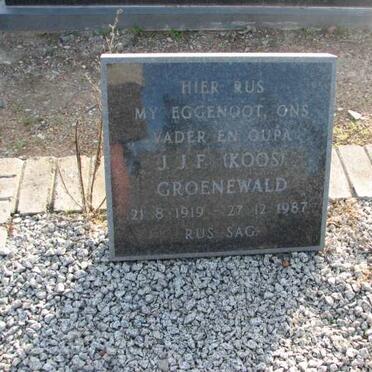 HIER RUS
MY EGGENOOT, ONS
VADER EN OUPA
J.J.F. (KOOS)
GROENEWALD
21.8.1919 - 27.12.1987
RUS SAG